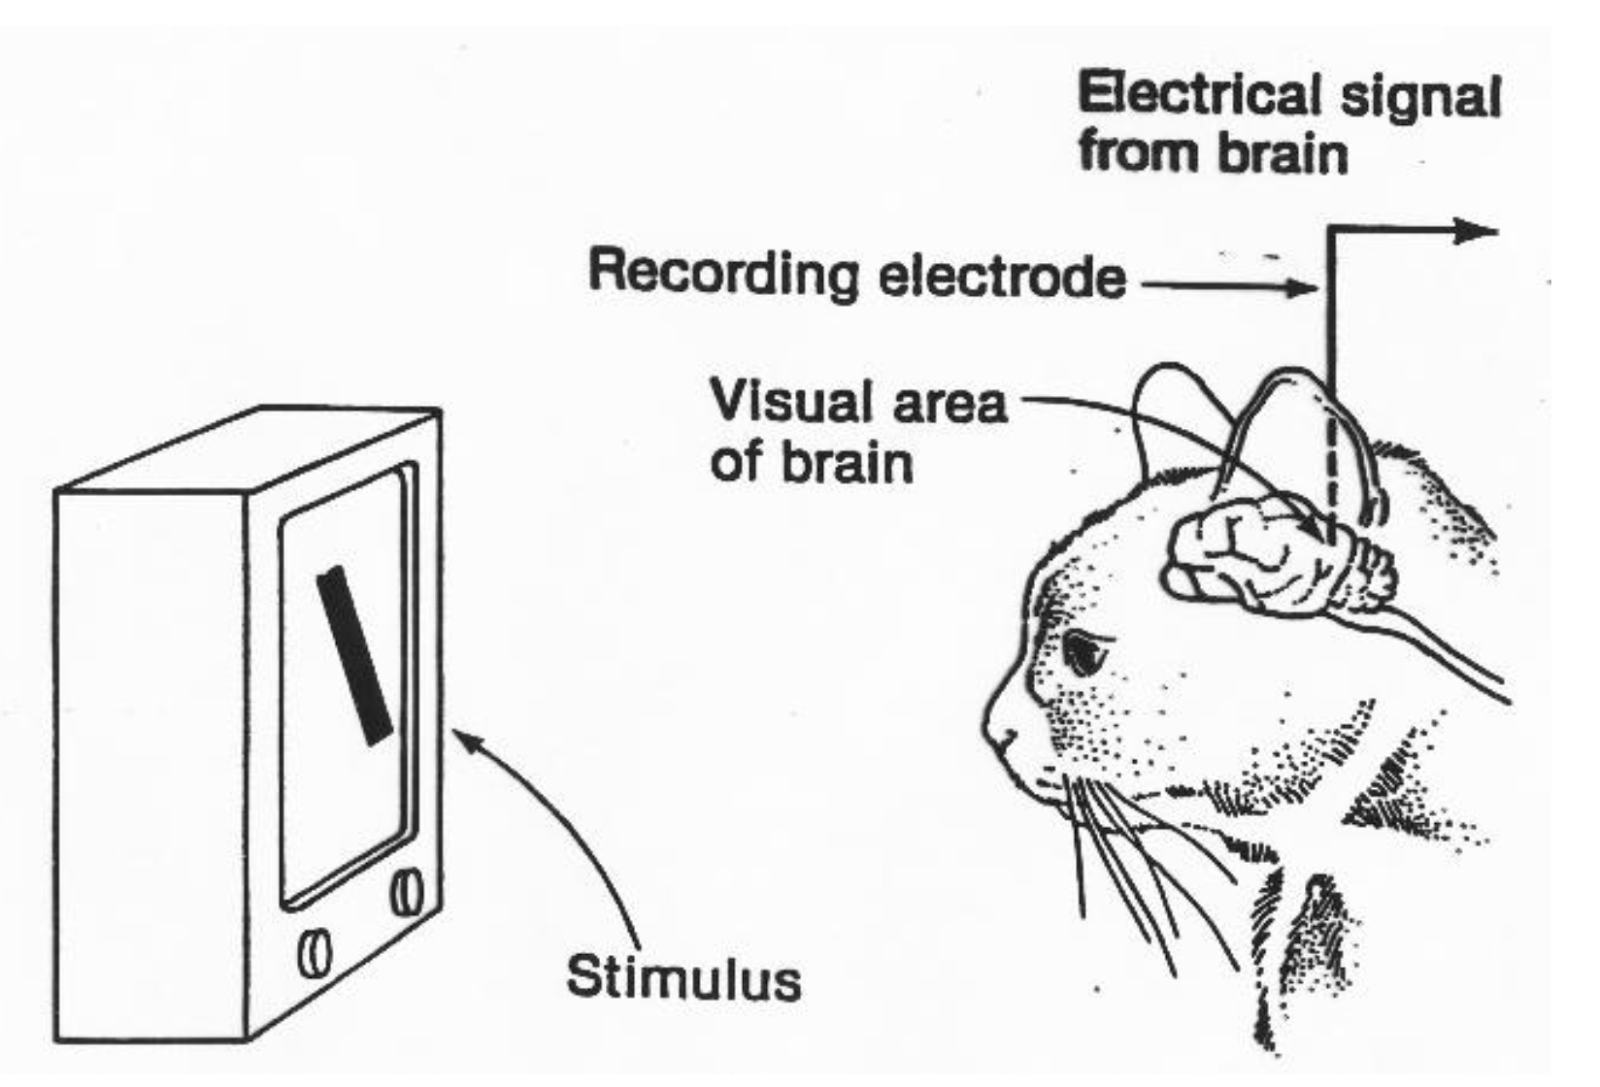 Electrical signal
from brain
Recording electrode
Visual area
of brain
Stimulus